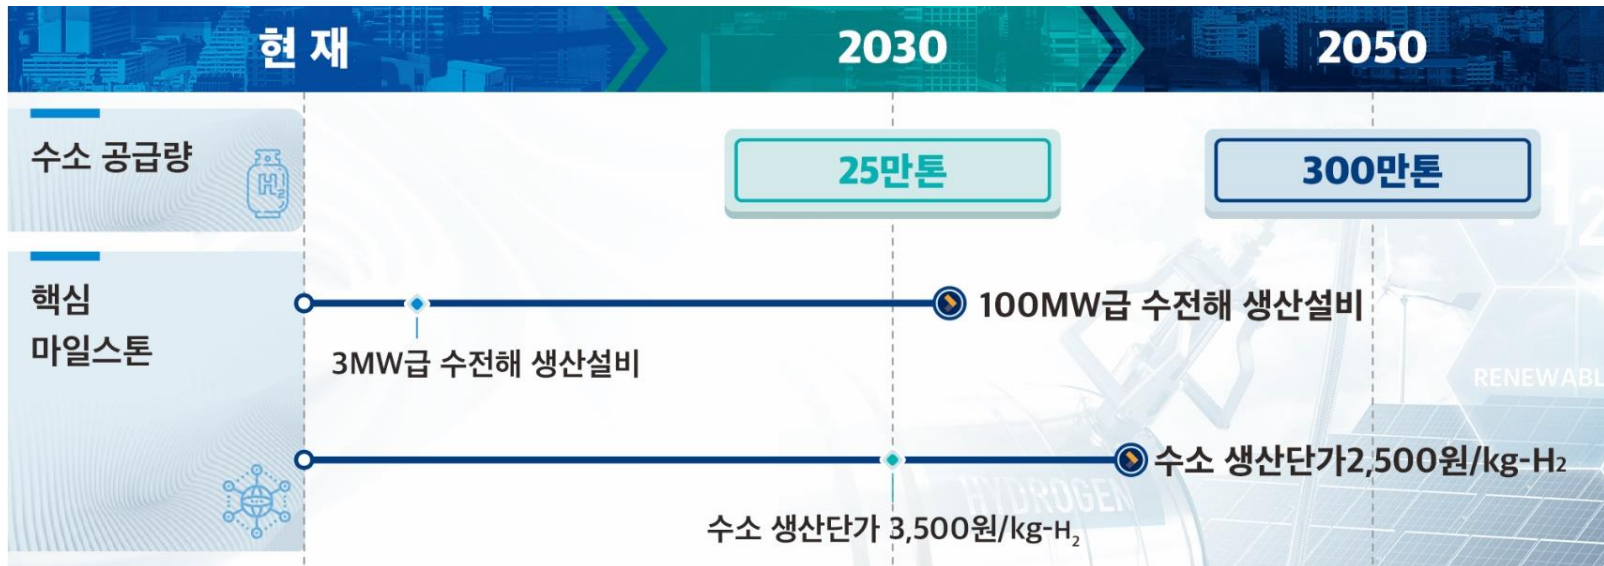 현 재
2030
2050
수소 공급량
H2
25만톤
300만톤
핵심
마일스톤
100MW급 수전해 생산설비
3MW급 수전해 생산설비
RENEWABL
수소 생산단가2,500원/kg-H₂
HYDROGEN
수소 생산단가 3,500원/kg-H₂